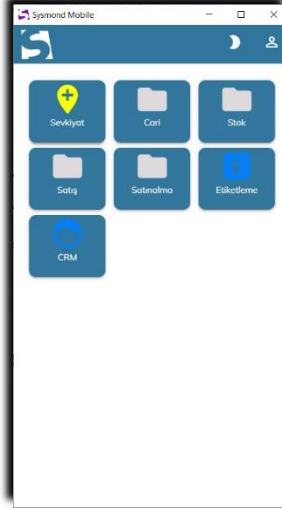 Sysmond Mobile
Sevkiyat Cari Stok
Satış Satınalma Etiketleme
CRM